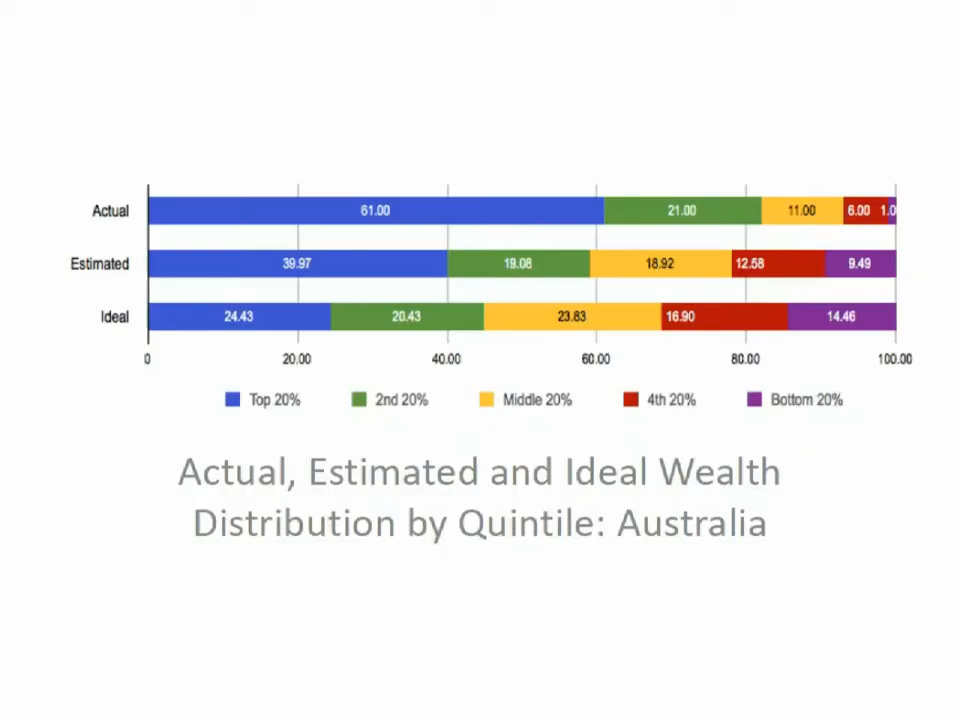 Actual 61.00 21.00 11.00 6.00 1.0
Estimated 39.97 19.08 18.92 12.58 9.49
Ideal 24.43 20.43 23.83 16.90 14.46
0 20.00 40.00 60.00 80.00 100.00
Top 20% 2nd 20% Middle 20% 4th 20% Bottom 20%
Actual, Estimated and Ideal Wealth
Distribution by Quintile: Australia